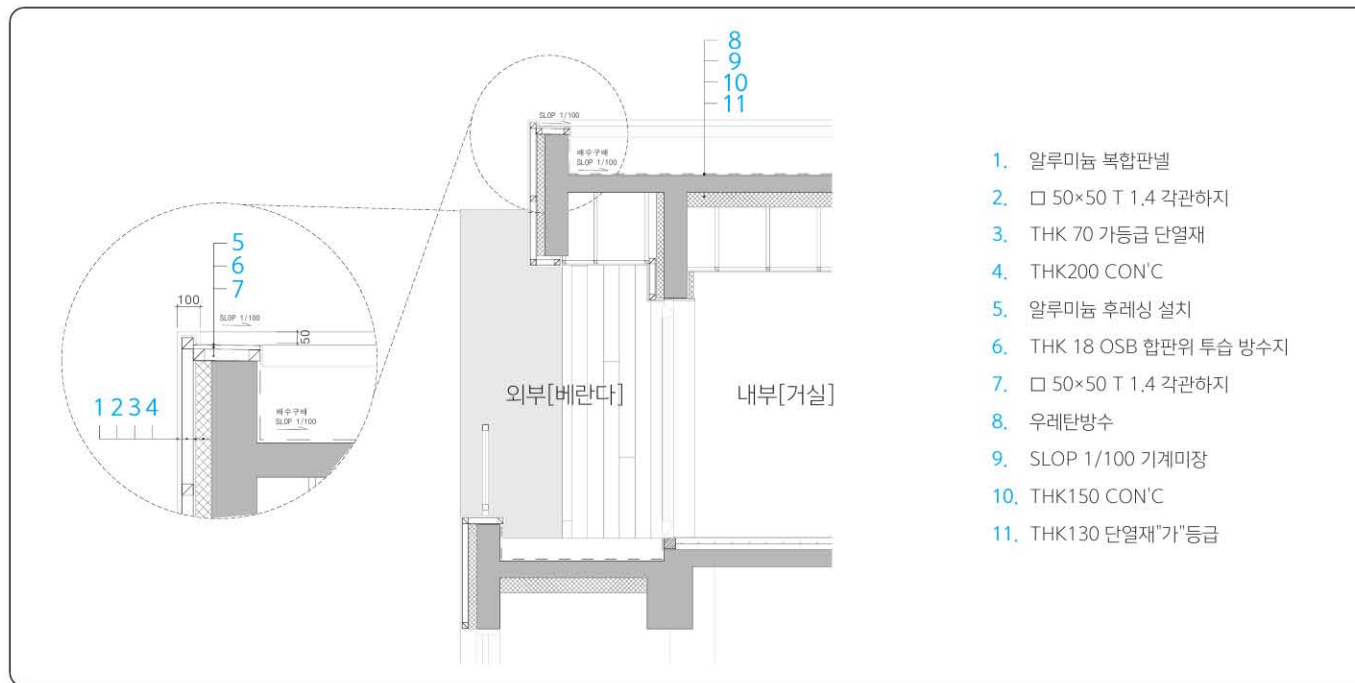 8
9
10
11
SLOP 1/100
배수구배
SLOP 1/100
5
6
7
100
SLOP 1/100
50
1 2 3 4
배수구배
SLOP 1/100
외부[베란다]
내부[거실]
1. 알루미늄 복합판넬
2. □ 50×50 T 1.4 각관하지
3. THK 70 가등급 단열재
4. THK200 CON'C
5. 알루미늄 후레싱 설치
6. THK 18 OSB 합판위 투습 방수지
7. □ 50×50 T 1.4 각관하지
8. 우레탄방수
9. SLOP 1/100 기계미장
10. THK150 CON'C
11. THK130 단열재"가"등급